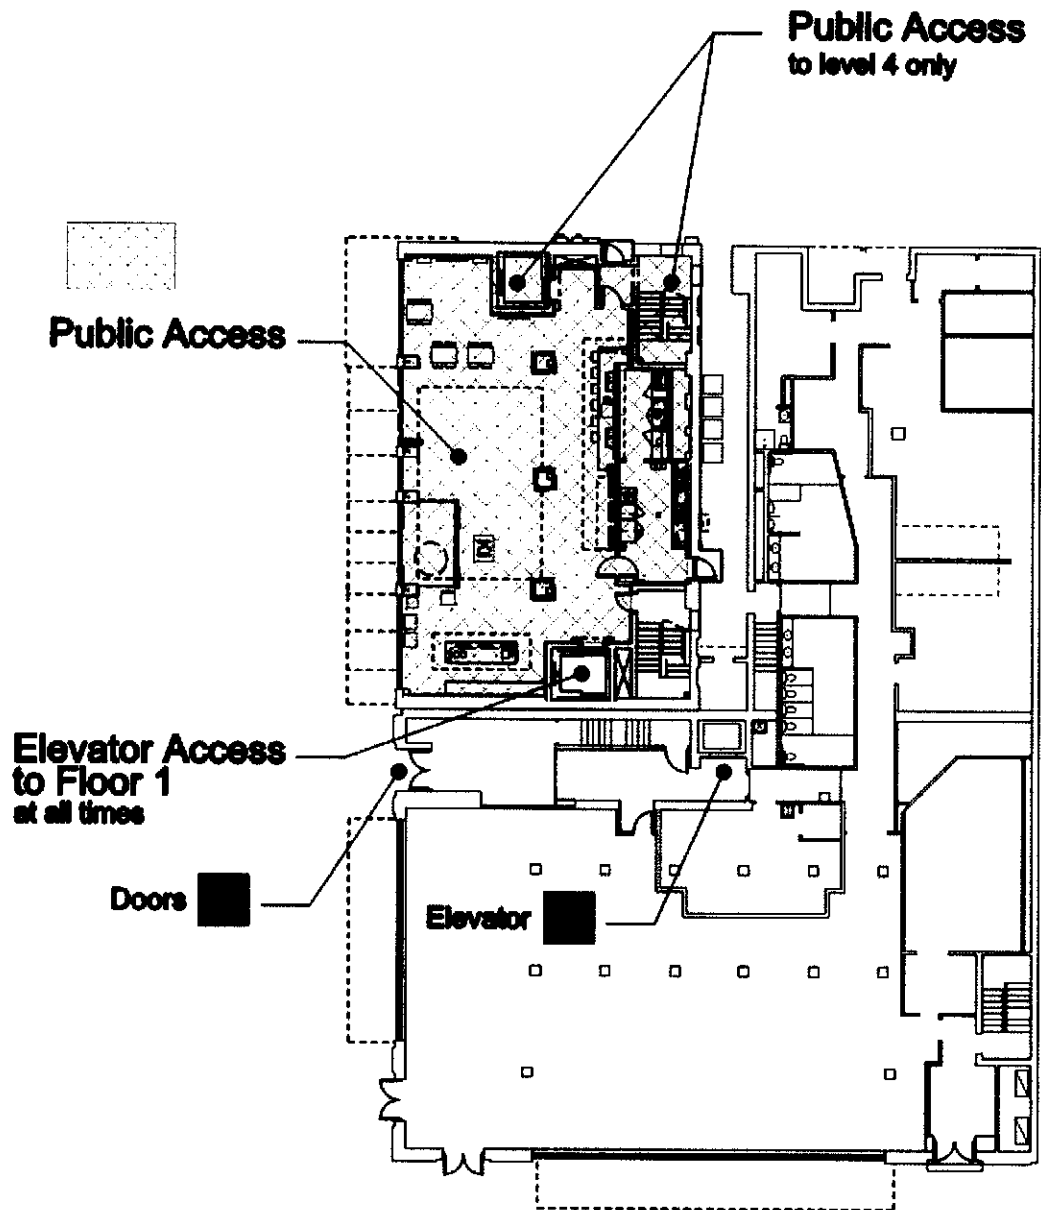 Public Access
to level 4 only
Public Access
Elevator Access
to Floor 1
at all times
Doors
Elevator